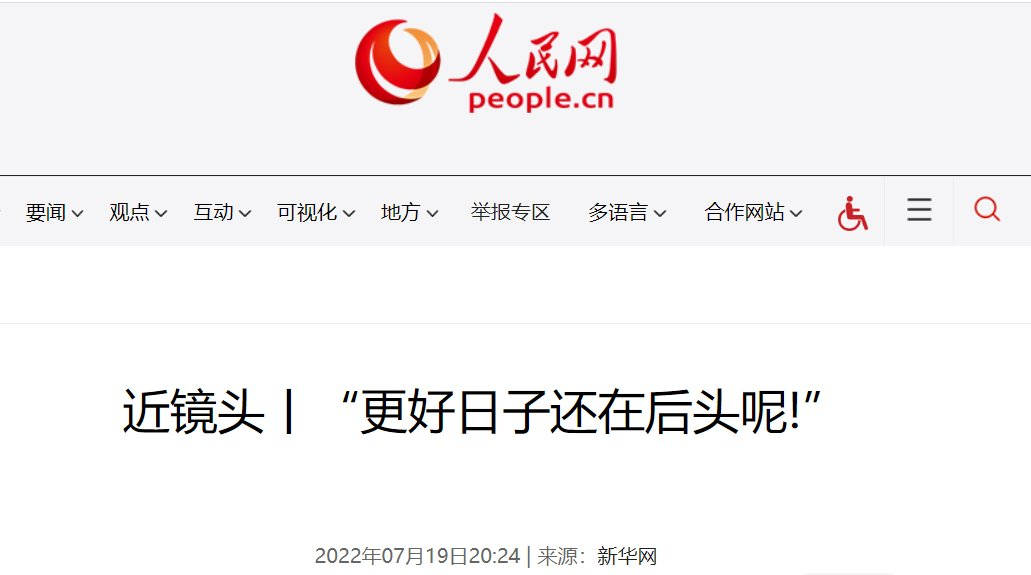 人民网
people.cn
要闻 观点 互动 可视化 地方 举报专区 多语言 合作网站
近镜头丨“更好日子还在后头呢!”
2022年07月19日20:24 | 来源：新华网